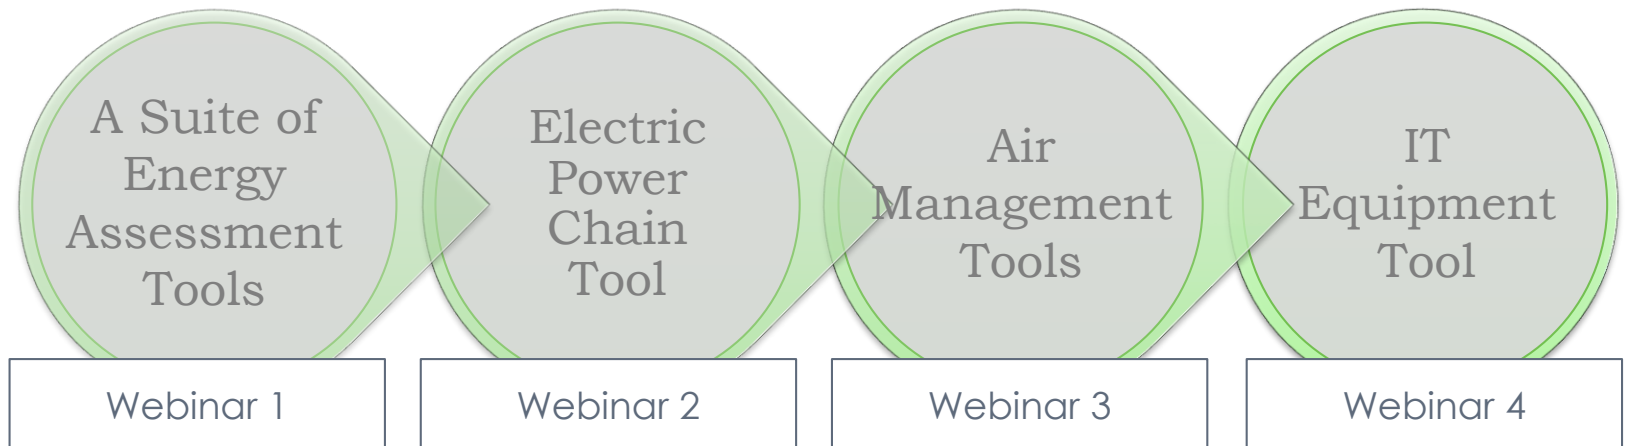 A Suite of
Energy
Assessment
Tools
Electric
Power
Chain
Tool
Air
Management
Tools
IT
Equipment
Tool
Webinar 1
Webinar 2
Webinar 3
Webinar 4